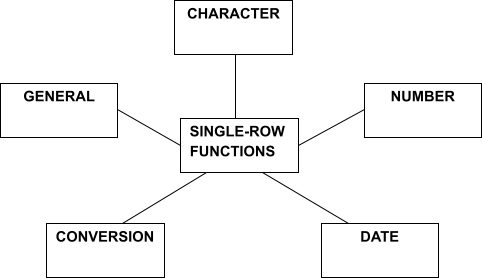 CHARACTER
GENERAL
NUMBER
SINGLE-ROW
FUNCTIONS
CONVERSION
DATE